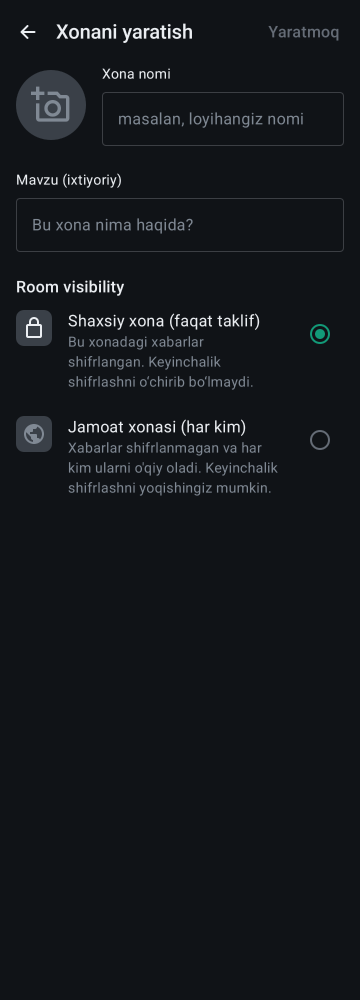 Xonani yaratish
Yaratmoq
Xona nomi
masalan, loyihangiz nomi
Mavzu (ixtiyoriy)
Bu xona nima haqida?
Room visibility
Shaxsiy xona (faqat taklif)
Bu xonadagi xabarlar
shifrlangan. Keyinchalik
shifrlashni o‘chirib bo‘lmaydi.
Jamoat xonasi (har kim)
Xabarlar shifrlanmagan va har
kim ularni o'qiy oladi. Keyinchalik
shifrlashni yoqishingiz mumkin.